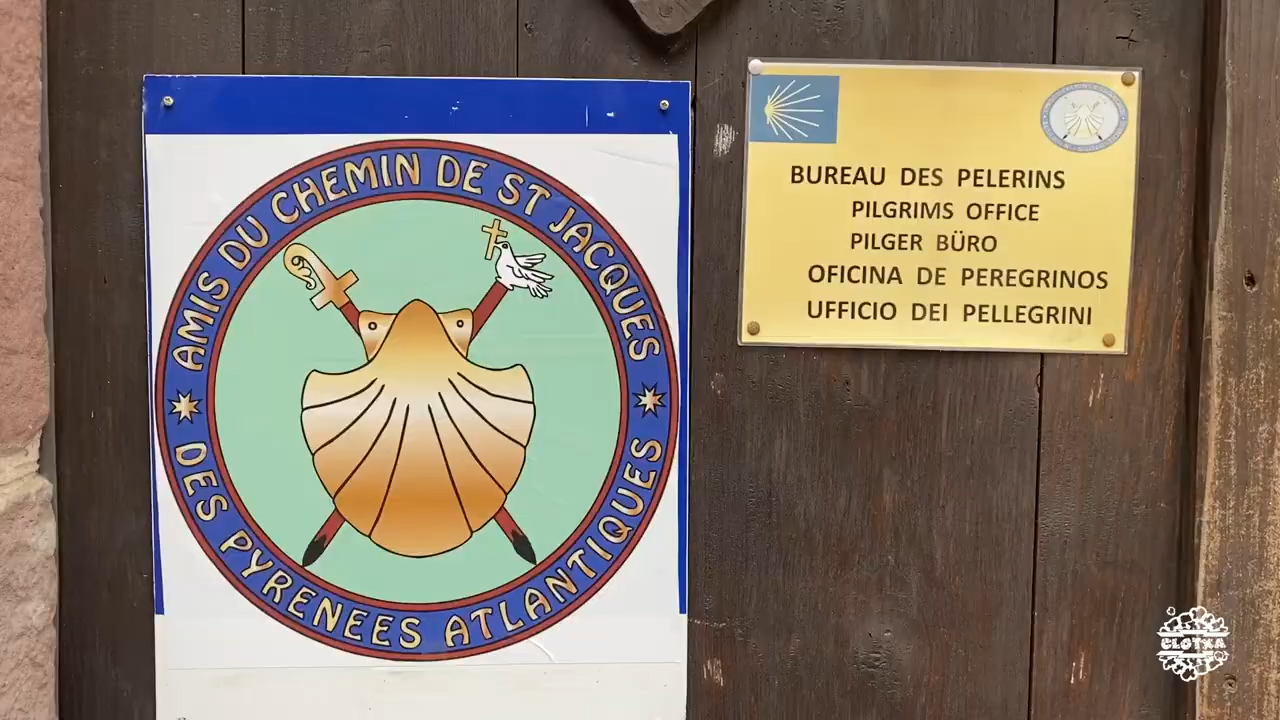 AMIS DU CHEMIN DE ST JACQUES
DES PYRENEES ATLANTIQUES
BUREAU DES PELERINS
PILGRIMS OFFICE
PILGER BÜRO
OFICINA DE PEREGRINOS
UFFICIO DEI PELLEGRINI
CLOTXA